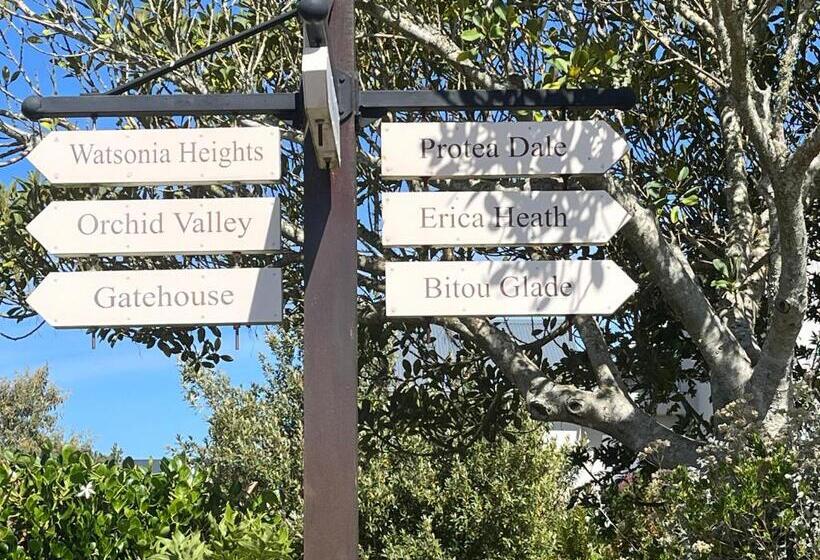 Watsonia Heights
Orchid Valley
Gatehouse
Protea Dale
Erica Heath
Bitou Glade